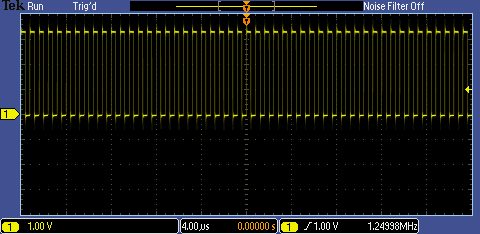 Tek Run Trig'd Noise Filter Off
T
T
1
1 1.00 V 4.00µs 0.00000 s 1 1.00 V 1.24998MHz